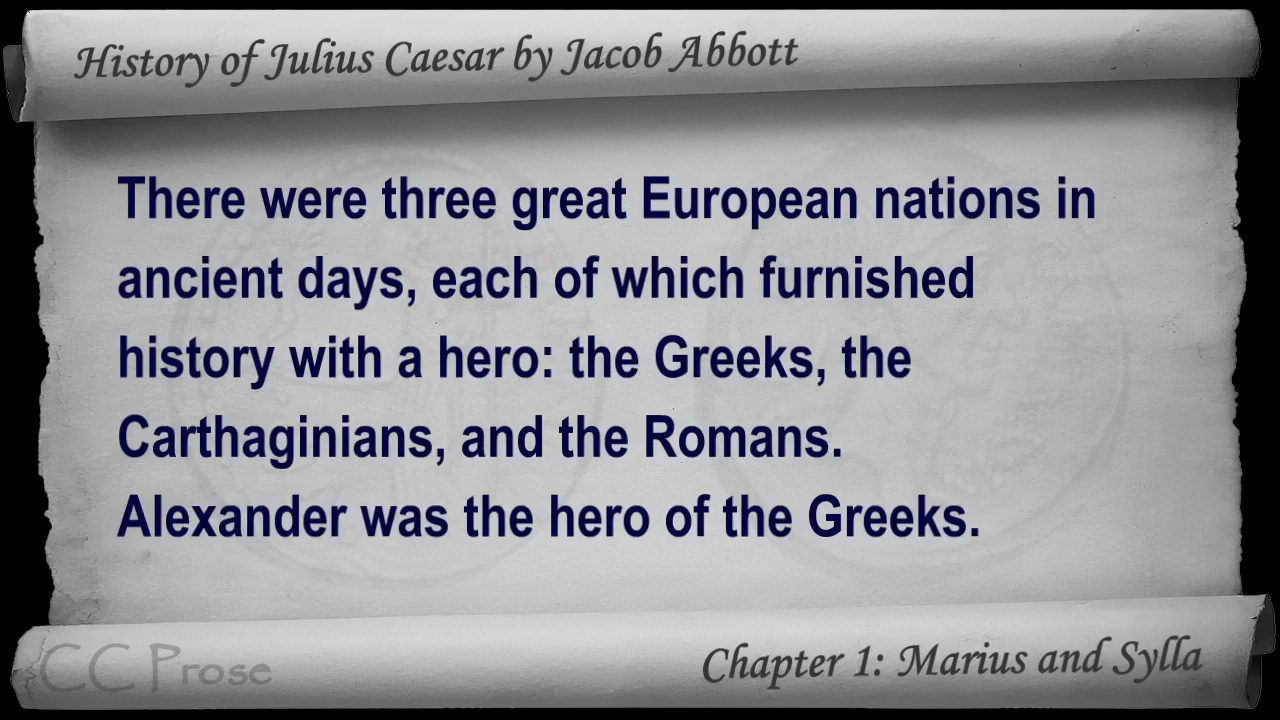 History of Julius Caesar by Jacob Abbott
There were three great European nations in
ancient days, each of which furnished
history with a hero: the Greeks, the
Carthaginians, and the Romans.
Alexander was the hero of the Greeks.
CC Prose
Chapter 1: Marius and Sylla